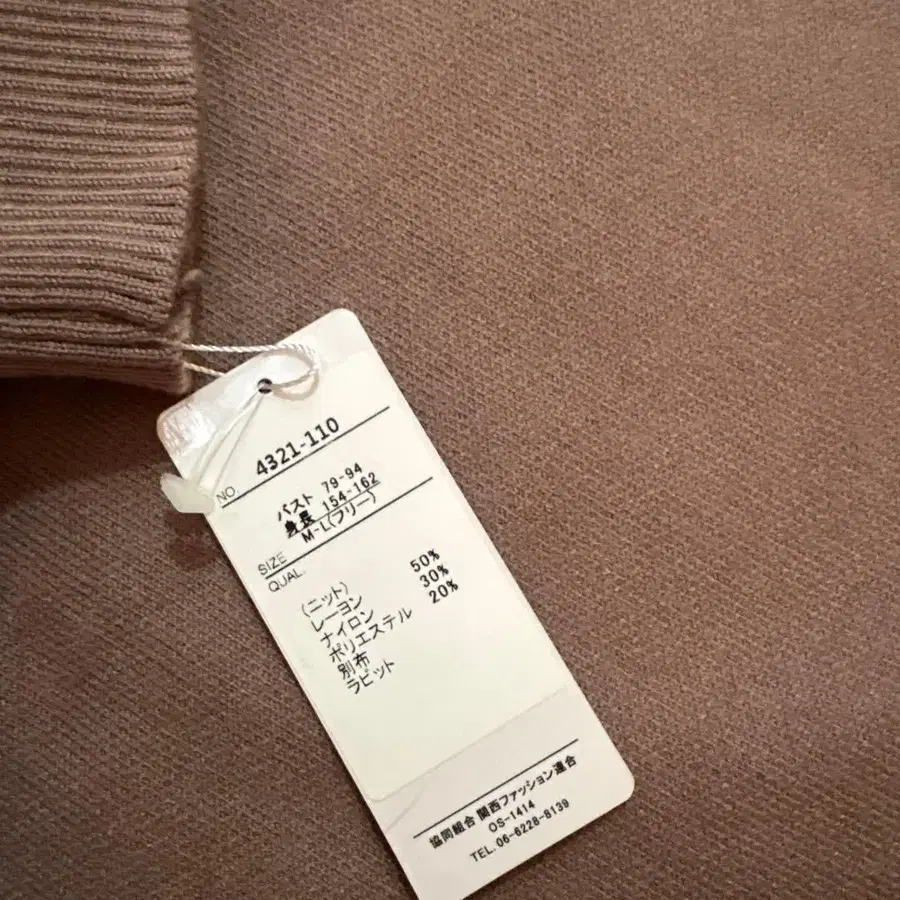 NO. 4321-110
バスト 79-94
身長 154-162
SIZE M-L(フリー)
QUAL.
(ニット)
レーヨン 50%
ナイロン 30%
ポリエステル 20%
別布
ラビット
協同組合 関西ファッション連合
OS-1414
TEL. 06-6228-8139